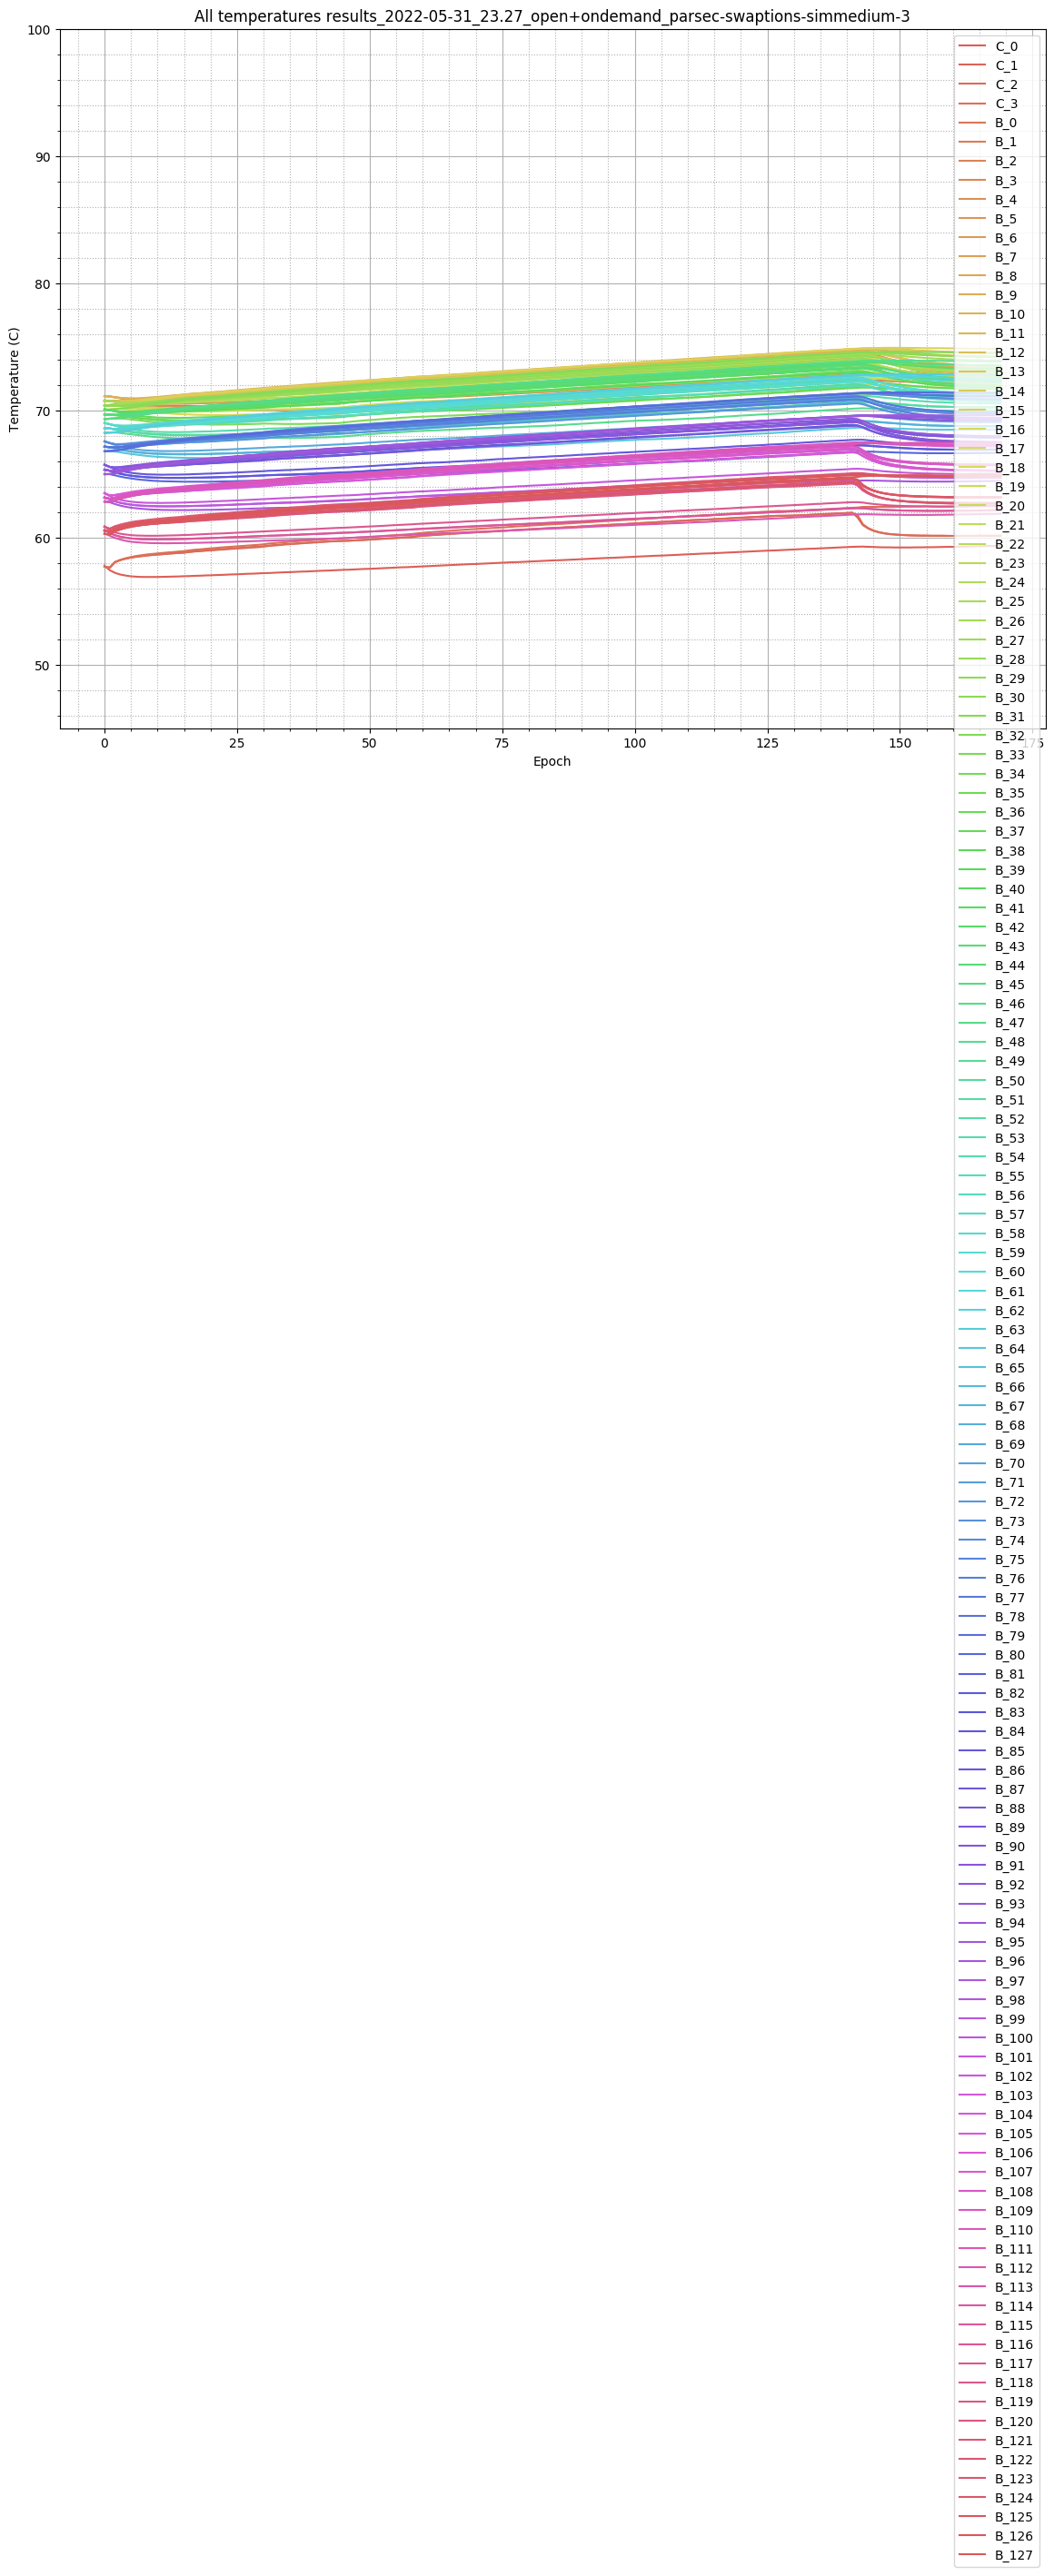 All temperatures results_2022-05-31_23.27_open+ondemand_parsec-swaptions-simmedium-3
100
90
80
70
60
50
Temperature (C)
0
25
50
75
100
125
150
175
Epoch
C_0
C_1
C_2
C_3
B_0
B_1
B_2
B_3
B_4
B_5
B_6
B_7
B_8
B_9
B_10
B_11
B_12
B_13
B_14
B_15
B_16
B_17
B_18
B_19
B_20
B_21
B_22
B_23
B_24
B_25
B_26
B_27
B_28
B_29
B_30
B_31
B_32
B_33
B_34
B_35
B_36
B_37
B_38
B_39
B_40
B_41
B_42
B_43
B_44
B_45
B_46
B_47
B_48
B_49
B_50
B_51
B_52
B_53
B_54
B_55
B_56
B_57
B_58
B_59
B_60
B_61
B_62
B_63
B_64
B_65
B_66
B_67
B_68
B_69
B_70
B_71
B_72
B_73
B_74
B_75
B_76
B_77
B_78
B_79
B_80
B_81
B_82
B_83
B_84
B_85
B_86
B_87
B_88
B_89
B_90
B_91
B_92
B_93
B_94
B_95
B_96
B_97
B_98
B_99
B_100
B_101
B_102
B_103
B_104
B_105
B_106
B_107
B_108
B_109
B_110
B_111
B_112
B_113
B_114
B_115
B_116
B_117
B_118
B_119
B_120
B_121
B_122
B_123
B_124
B_125
B_126
B_127